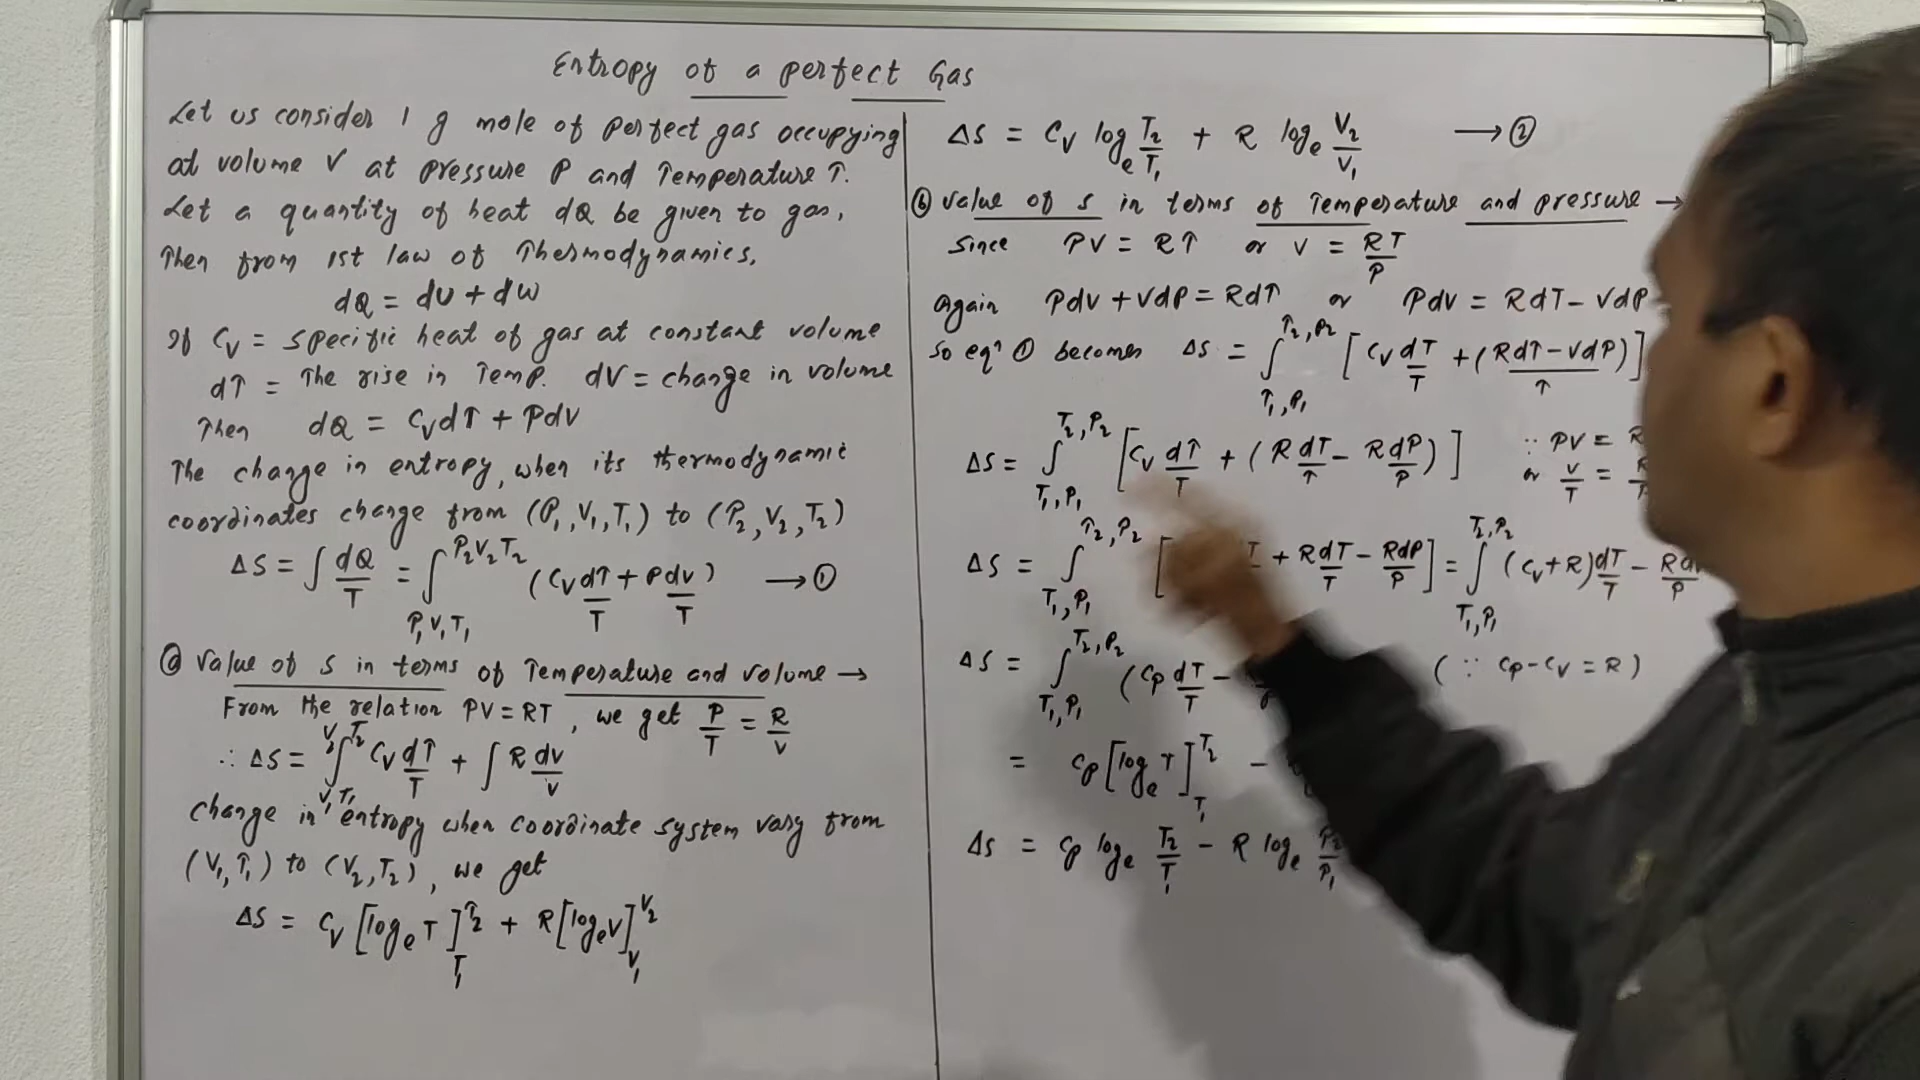 Entropy of a perfect Gas
Let us consider 1 g mole of perfect gas occupying
at volume V at pressure P and Temperature T.
Let a quantity of heat dQ be given to gas,
Then from 1st law of Thermodynamics,
dQ = dU + dW
If Cv = specific heat of gas at constant volume
dT = The rise in Temp. dV = change in volume
Then dQ = CvdT + PdV
The change in entropy, when its thermodynamic
coordinates change from (P₁, V₁, T₁) to (P₂, V₂, T₂)
ΔS = ∫ dQ/T = ∫ P₁V₁T₁ P₂V₂T₂ (CvdT/T + Pdv/T) → ①
ⓐ Value of S in terms of Temperature and volume →
From the relation PV = RT, we get P/T = R/V
∴ ΔS = ∫ V₁T₁ V₂T₂ Cv dT/T + ∫ R dv/v
change in entropy when coordinate system vary from
(V₁, T₁) to (V₂, T₂), we get
ΔS = Cv [logₑ T]T₁ T₂ + R [logₑ V]V₁ V₂
ΔS = Cv logₑ T₂/T₁ + R logₑ V₂/V₁ → ②
ⓑ Value of S in terms of Temperature and pressure →
Since PV = RT or V = RT/P
Again Pdv + Vdp = RdT or Pdv = RdT - VdP
So eqⁿ ① becomes ΔS = ∫ T₁,P₁ T₂,P₂ [Cv dT/T + (RdT - VdP)/T]
ΔS = ∫ T₁,P₁ T₂,P₂ [Cv dT/T + (R dT/T - R dP/P)] ∵ PV =
or V/T =
ΔS = ∫ T₁,P₁ T₂,P₂ [ + R dT/T - RdP/P] = ∫ T₁,P₁ T₂,P₂ (Cv + R) dT/T -
ΔS = ∫ T₁,P₁ T₂,P₂ (Cp dT/T - (∵ Cp - Cv = R)
= Cp [logₑ T]T₁ T₂ -
ΔS = Cp logₑ T₂/T₁ - R logₑ P₂/P₁